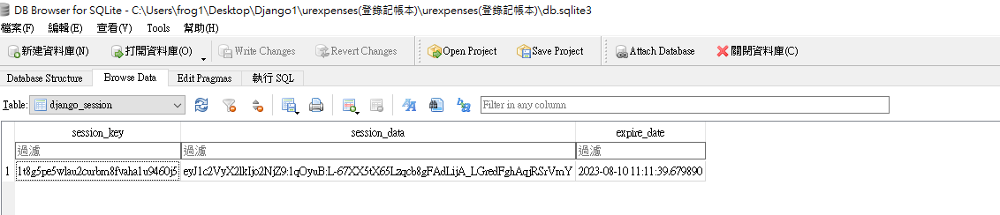 DB Browser for SQLite - C:\Users\frog1\Desktop\Django1\urexpenses(登錄記帳本)\urexpenses(登錄記帳本)\db.sqlite3
檔案(F) 編輯(E) 查看(V) Tools 幫助(H)
新建資料庫(N) 打開資料庫(O) Write Changes Revert Changes Open Project Save Project Attach Database 關閉資料庫(C)
Database Structure Browse Data Edit Pragmas 執行 SQL
Table: django_session Filter in any column
session_key session_data expire_date
過濾 過濾 過濾
1 1t8g5pe5wlau2curbm8fvaha1u9460j5 eyJ1c2VyX2lkIjo2NjZ9:1qOyuB:L-67XX5tX65Lzqcb8gFAdLijA_LGredFghAqjRSrVmY 2023-08-10 11:11:39.679890